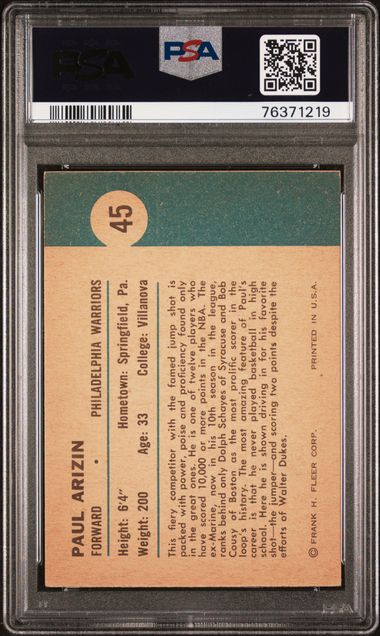 PSA
PSA
76371219
45
PAUL ARIZIN
FORWARD • PHILADELPHIA WARRIORS
Height: 6'4" Hometown: Springfield, Pa.
Weight: 200 Age: 33 College: Villanova
This fiery competitor with the famed jump shot is
packed with power, poise and proficiency found only
in the great ones. He is one of twelve players who
have scored 10,000 or more points in the NBA. The
ex-Marine, now in his 10th season in the league,
ranks behind only Dolph Schayes of Syracuse and Bob
Cousy of Boston as the most prolific scorer in the
loop's history. The most amazing feature of Paul's
career is that he never played basketball in high
school. Here he is shown driving in for his favorite
shot—the jumper—and scoring two points despite the
efforts of Walter Dukes.
© FRANK H. FLEER CORP. PRINTED IN U.S.A.
PSA